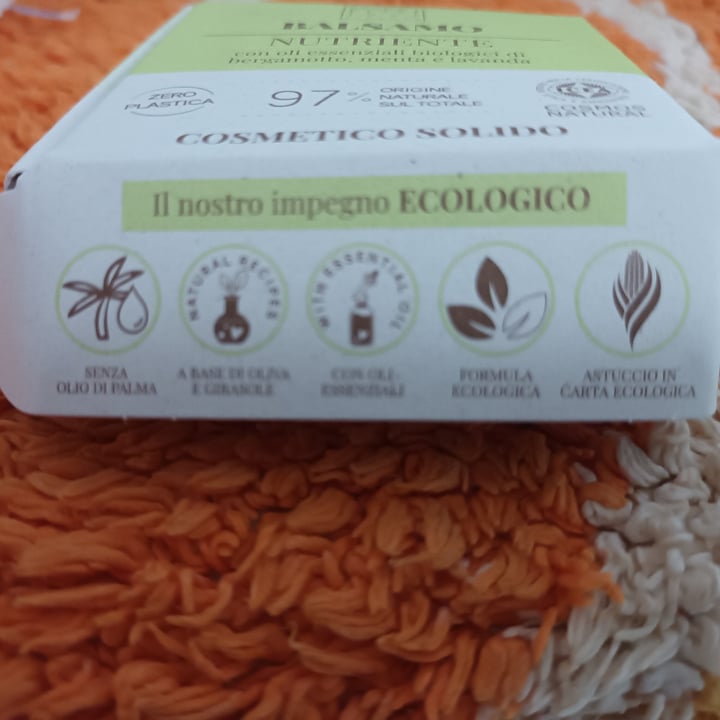 BALSAMO
NUTRIENTE
con oli essenziali biologici di
bergamotto, menta e lavanda
ZERO
PLASTICA
97%
ORIGINE
NATURALE
SUL TOTALE
COSMOS
NATURAL
COSMETICO SOLIDO
Il nostro impegno ECOLOGICO
NATURAL RECIPES
WITH ESSENTIAL OIL
SENZA
OLIO DI PALMA
A BASE DI OLIVA
E GIRASOLE
CON OLI
ESSENZIALI
FORMULA
ECOLOGICA
ASTUCCIO IN
CARTA ECOLOGICA